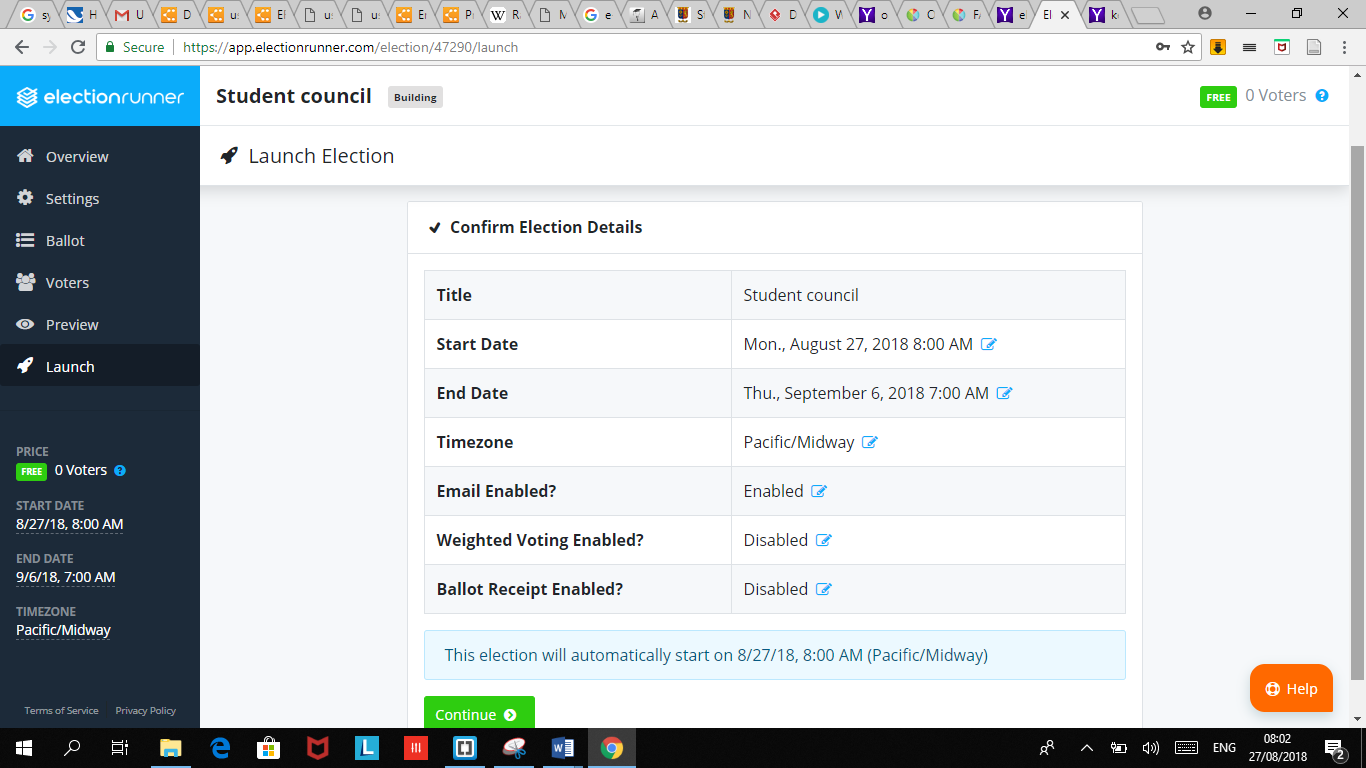 sy
H
U
D
u
El
u
u
E
P
R
M
e
A
S
N
D
W
o
C
F
e
El
k
Secure | https://app.electionrunner.com/election/47290/launch
electionrunner
Student council Building
FREE 0 Voters ?
Launch Election
Overview
Settings
Ballot
Voters
Preview
Launch
PRICE
FREE 0 Voters ?
START DATE
8/27/18, 8:00 AM
END DATE
9/6/18, 7:00 AM
TIMEZONE
Pacific/Midway
Terms of Service Privacy Policy
Confirm Election Details
Title Student council
Start Date Mon., August 27, 2018 8:00 AM
End Date Thu., September 6, 2018 7:00 AM
Timezone Pacific/Midway
Email Enabled? Enabled
Weighted Voting Enabled? Disabled
Ballot Receipt Enabled? Disabled
This election will automatically start on 8/27/18, 8:00 AM (Pacific/Midway)
Continue
Help
ENG
08:02
27/08/2018
2